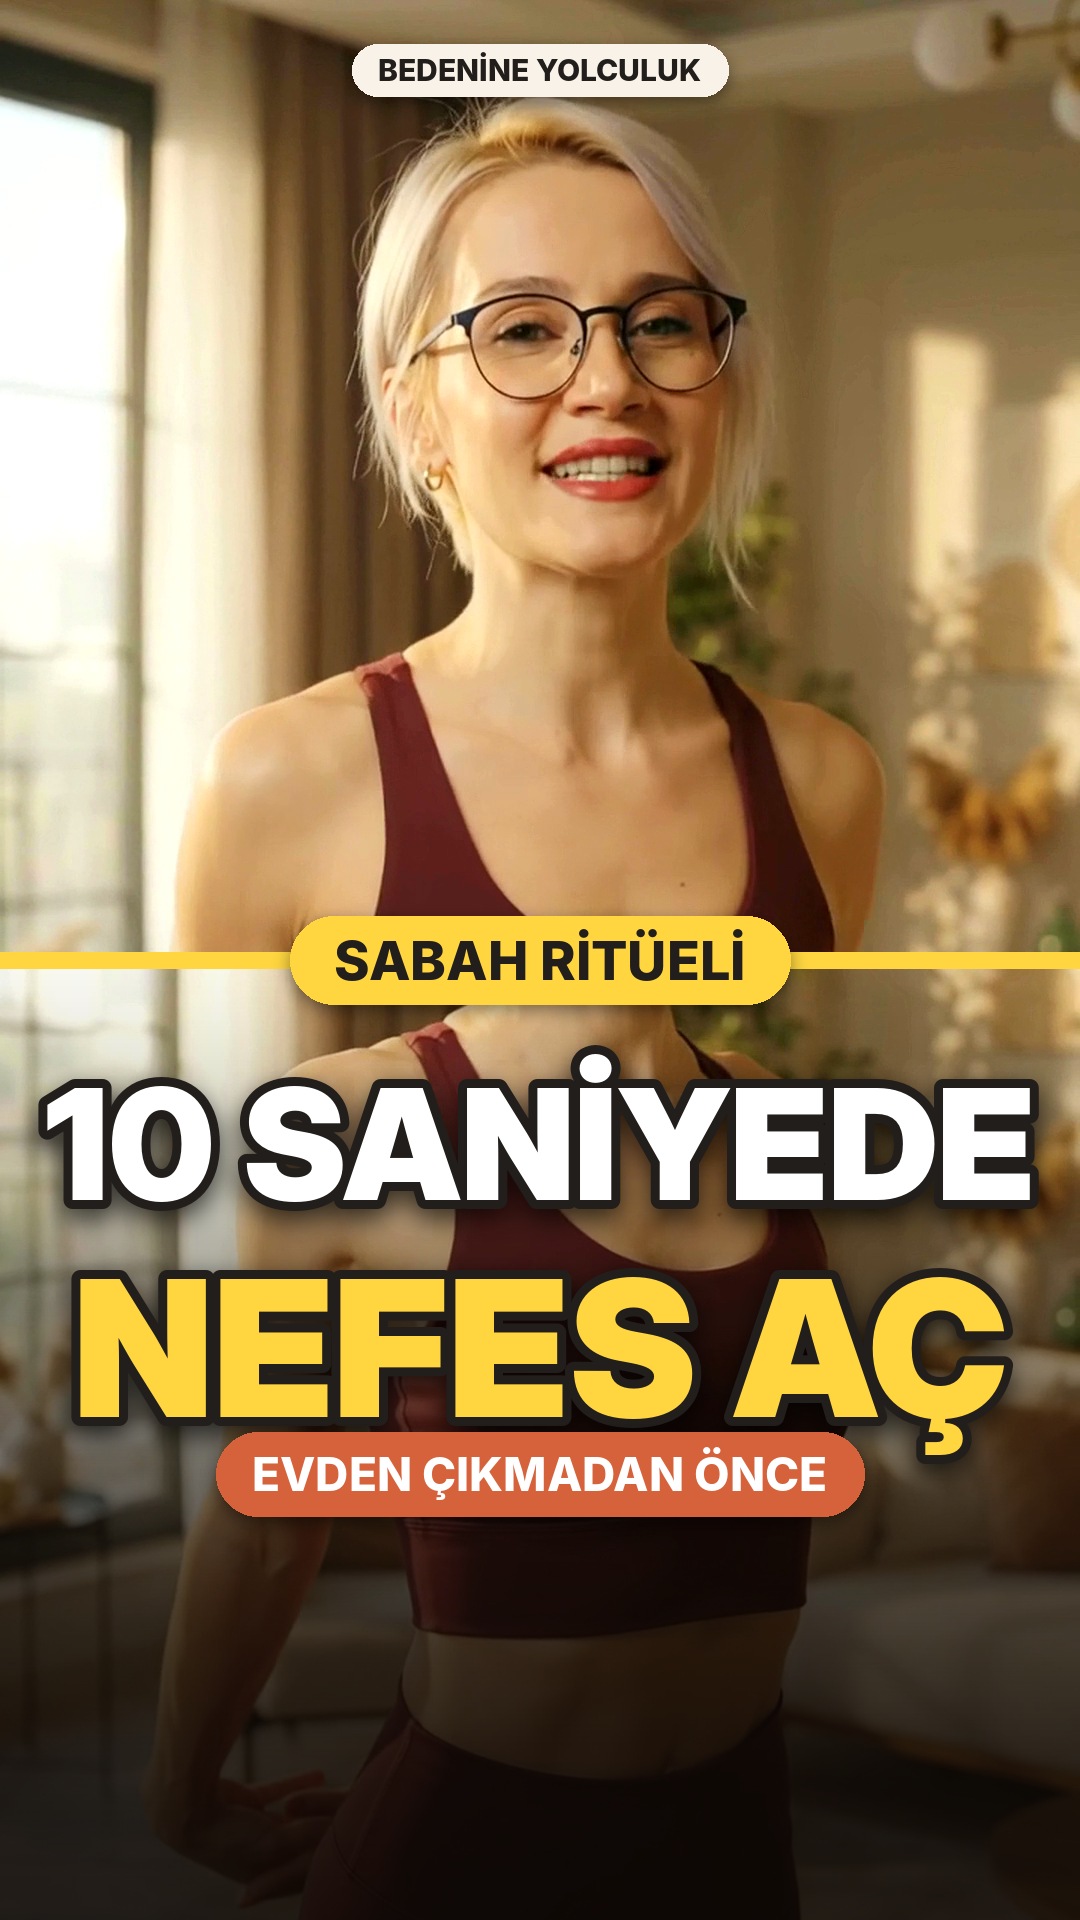 BEDENİNE YOLCULUK
SABAH RİTÜELİ
10 SANİYEDE
NEFES AÇ
EVDEN ÇIKMADAN ÖNCE